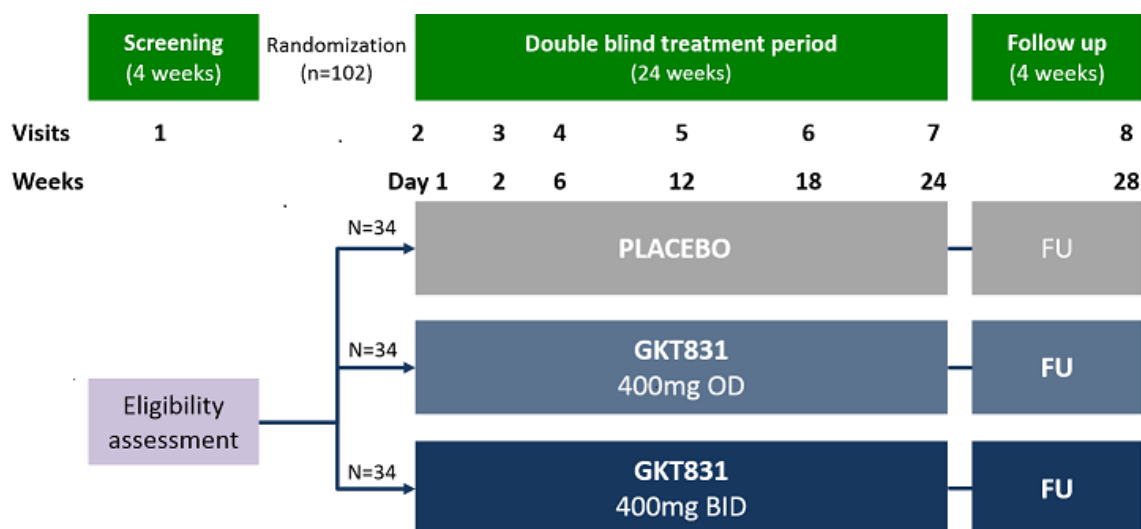 Screening
(4 weeks)
Randomization
(n=102)
Double blind treatment period
(24 weeks)
Follow up
(4 weeks)
Visits 1 2 3 4 5 6 7 8
Weeks Day 1 2 6 12 18 24 28
N=34
PLACEBO
FU
N=34
GKT831
400mg OD
FU
Eligibility
assessment
N=34
GKT831
400mg BID
FU